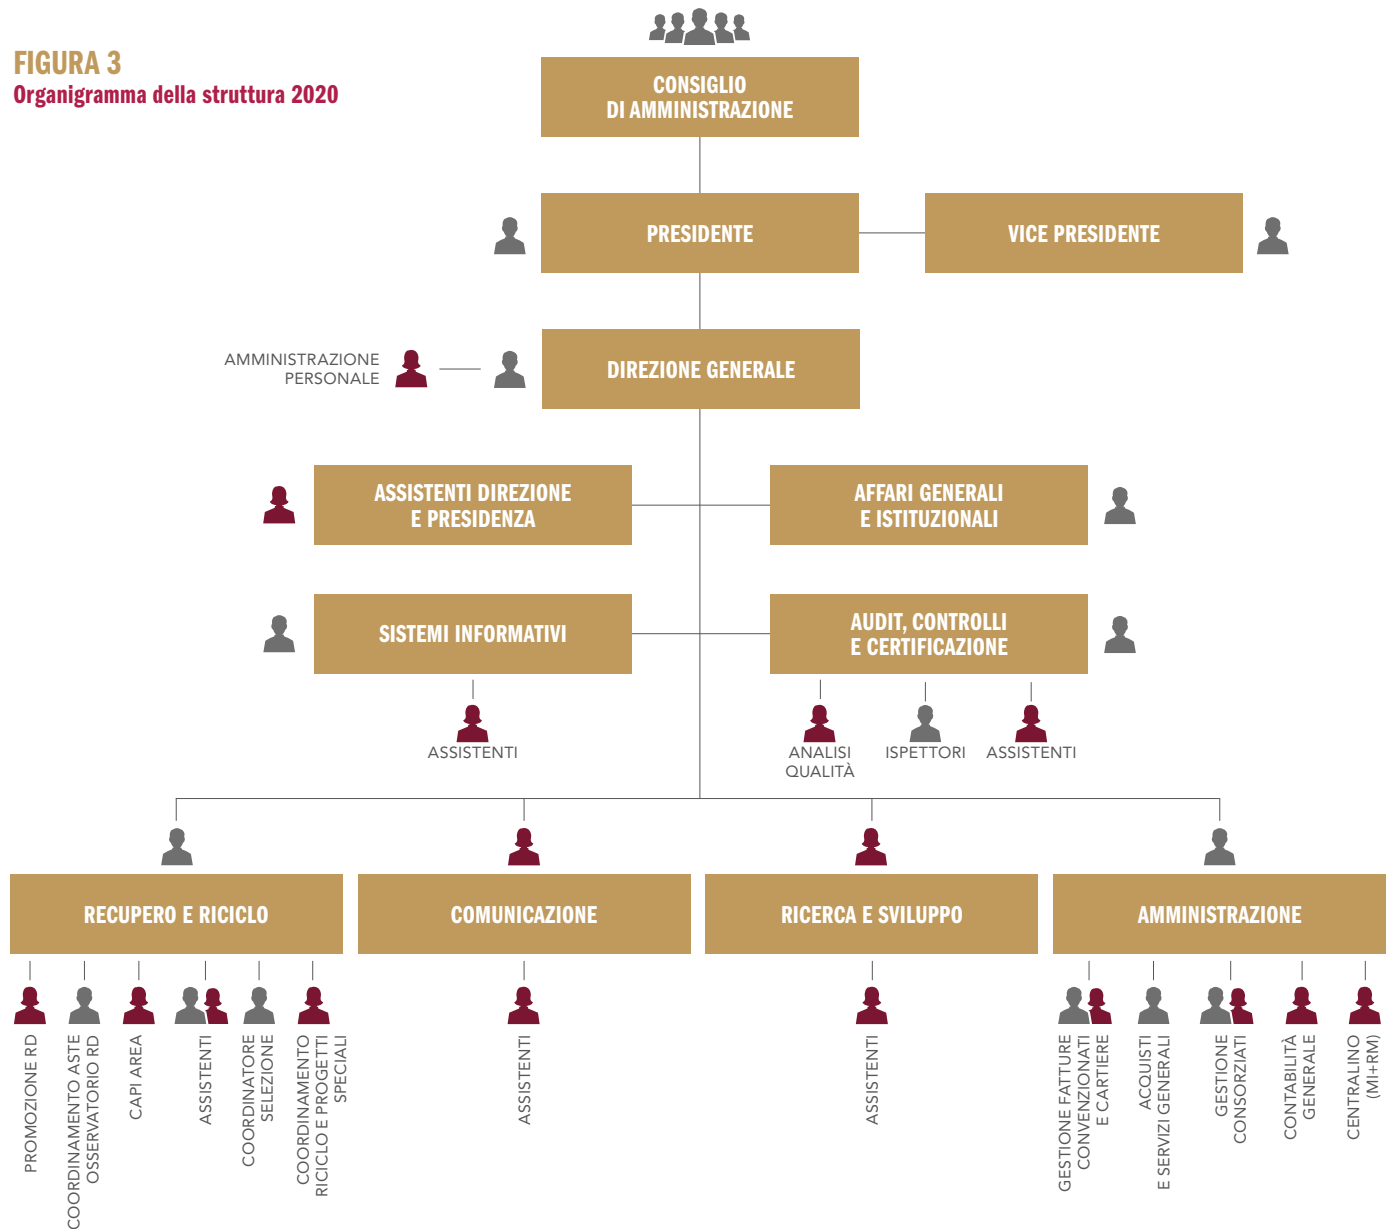 FIGURA 3
Organigramma della struttura 2020
CONSIGLIO
DI AMMINISTRAZIONE
PRESIDENTE
VICE PRESIDENTE
AMMINISTRAZIONE
PERSONALE
DIREZIONE GENERALE
ASSISTENTI DIREZIONE
E PRESIDENZA
AFFARI GENERALI
E ISTITUZIONALI
SISTEMI INFORMATIVI
AUDIT, CONTROLLI
E CERTIFICAZIONE
ASSISTENTI
ANALISI
QUALITÀ
ISPETTORI
ASSISTENTI
RECUPERO E RICICLO
COMUNICAZIONE
RICERCA E SVILUPPO
AMMINISTRAZIONE
PROMOZIONE RD
COORDINAMENTO ASTE
OSSERVATORIO RD
CAPI AREA
ASSISTENTI
COORDINATORE
SELEZIONE
COORDINAMENTO
RICICLO E PROGETTI
SPECIALI
ASSISTENTI
ASSISTENTI
GESTIONE FATTURE
CONVENZIONATI
E CARTIERE
ACQUISTI
E SERVIZI GENERALI
GESTIONE
CONSORZIATI
CONTABILITÀ
GENERALE
CENTRALINO
(MI+RM)